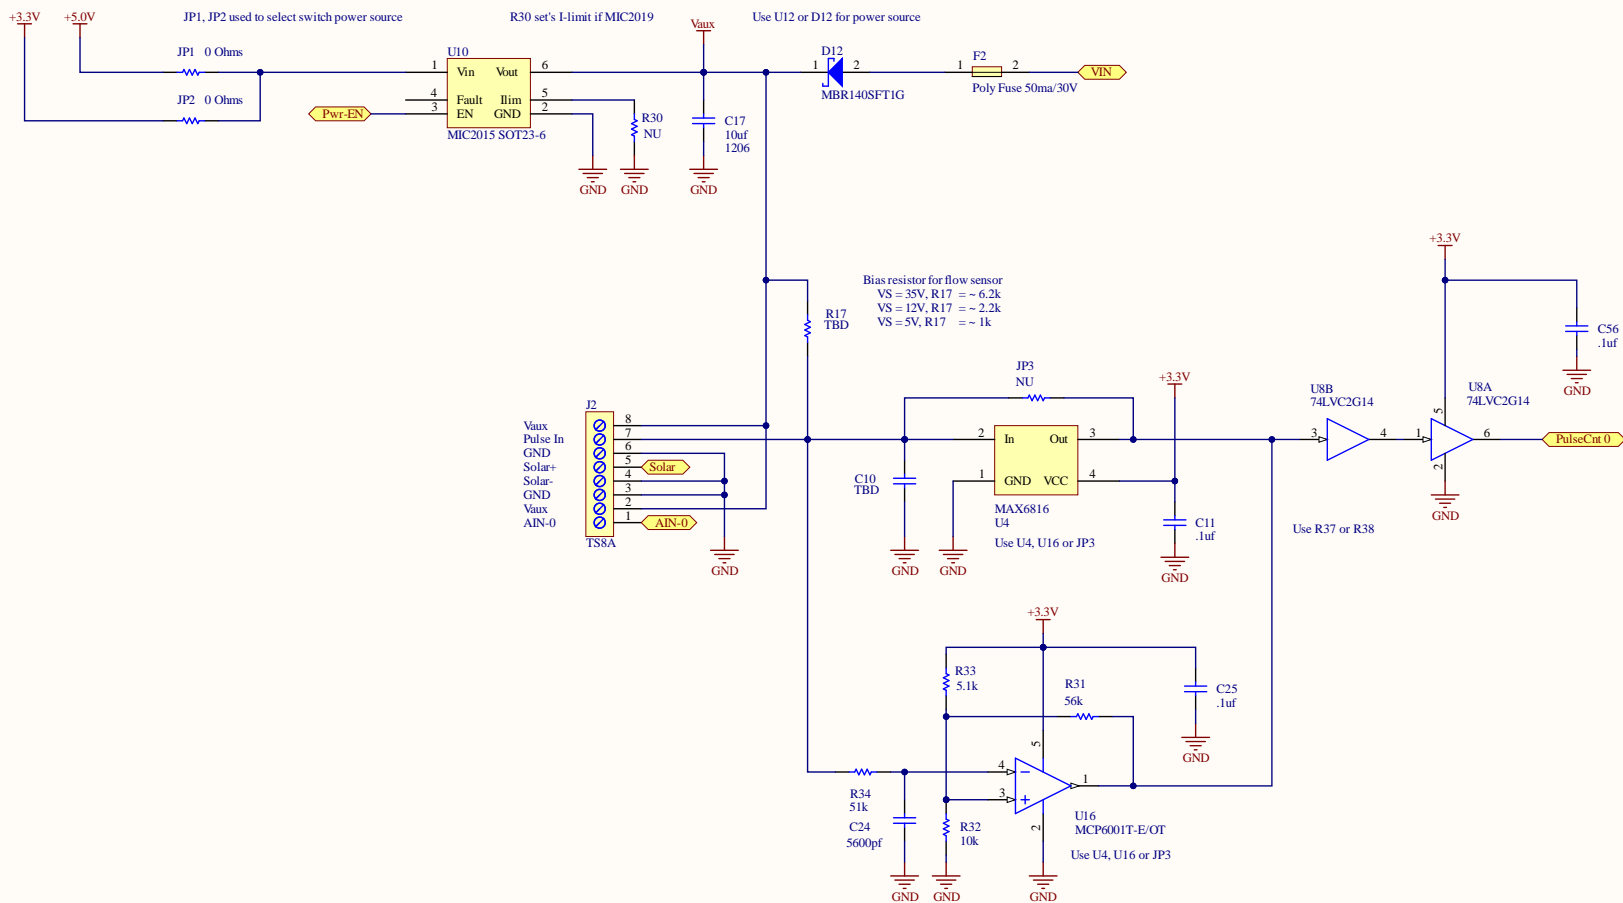 +3.3V
+5.0V
JP1, JP2 used to select switch power source
R30 set's I-limit if MIC2019
Vaux
Use U12 or D12 for power source
JP1 0 Ohms
JP2 0 Ohms
U10
1 Vin Vout 6
4 Fault Ilim 5
3 EN GND 2
MIC2015 SOT23-6
Pwr-EN
R30
NU
C17
10uf
1206
GND
GND
GND
D12
1 2
MBR140SFT1G
F2
1 2
Poly Fuse 50ma/30V
VIN
Bias resistor for flow sensor
VS = 35V, R17 = ~ 6.2k
VS = 12V, R17 = ~ 2.2k
VS = 5V, R17 = ~ 1k
R17
TBD
+3.3V
C56
.1uf
GND
JP3
NU
+3.3V
U8B
74LVC2G14
3 4
U8A
74LVC2G14
5
1 6
2
GND
PulseCnt 0
J2
Vaux 8
Pulse In 7
GND 6
Solar+ 5 Solar
Solar- 4
GND 3
Vaux 2
AIN-0 1 AIN-0
TS8A
GND
C10
TBD
GND
2 In Out 3
1 GND VCC 4
MAX6816
U4
Use U4, U16 or JP3
GND
C11
.1uf
GND
Use R37 or R38
+3.3V
R33
5.1k
R31
56k
C25
.1uf
GND
5
4
3
1
2
R34
51k
C24
5600pf
R32
10k
U16
MCP6001T-E/OT
Use U4, U16 or JP3
GND
GND
GND